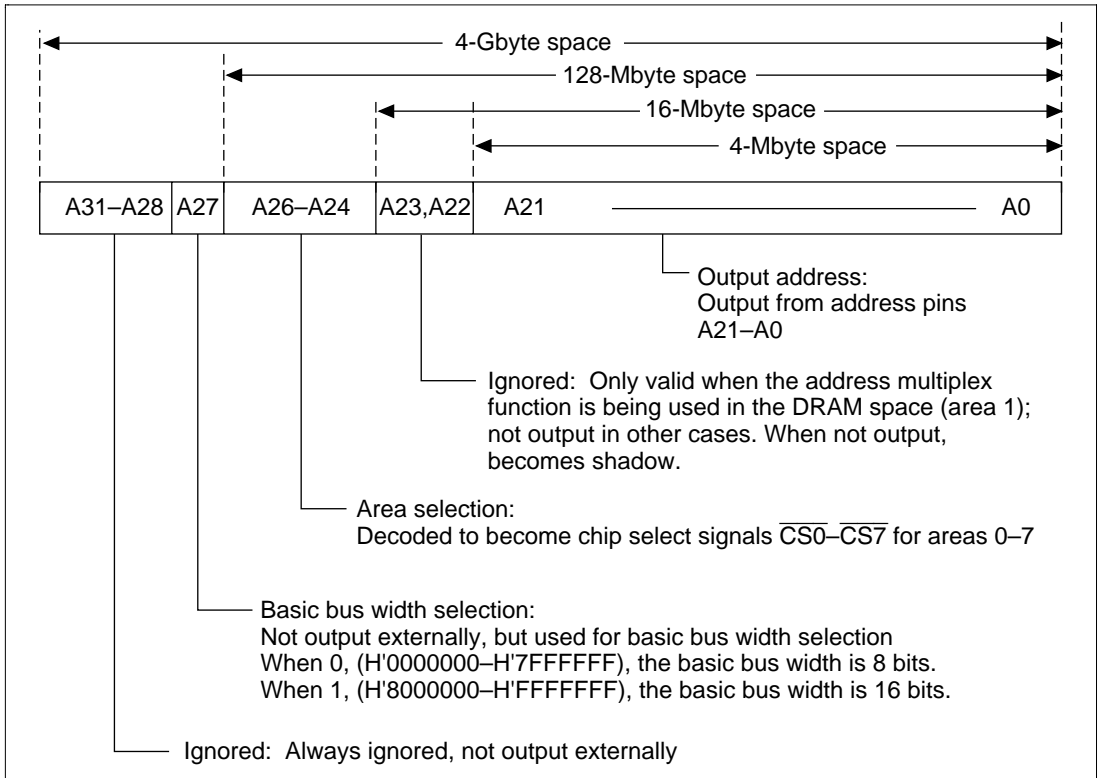 4-Gbyte space
128-Mbyte space
16-Mbyte space
4-Mbyte space
A31–A28 A27 A26–A24 A23,A22 A21 A0
Output address:
Output from address pins
A21–A0
Ignored: Only valid when the address multiplex
function is being used in the DRAM space (area 1);
not output in other cases. When not output,
becomes shadow.
Area selection:
Decoded to become chip select signals C̅S̅0̅–C̅S̅7̅ for areas 0–7
Basic bus width selection:
Not output externally, but used for basic bus width selection
When 0, (H'0000000–H'7FFFFFF), the basic bus width is 8 bits.
When 1, (H'8000000–H'FFFFFFF), the basic bus width is 16 bits.
Ignored: Always ignored, not output externally